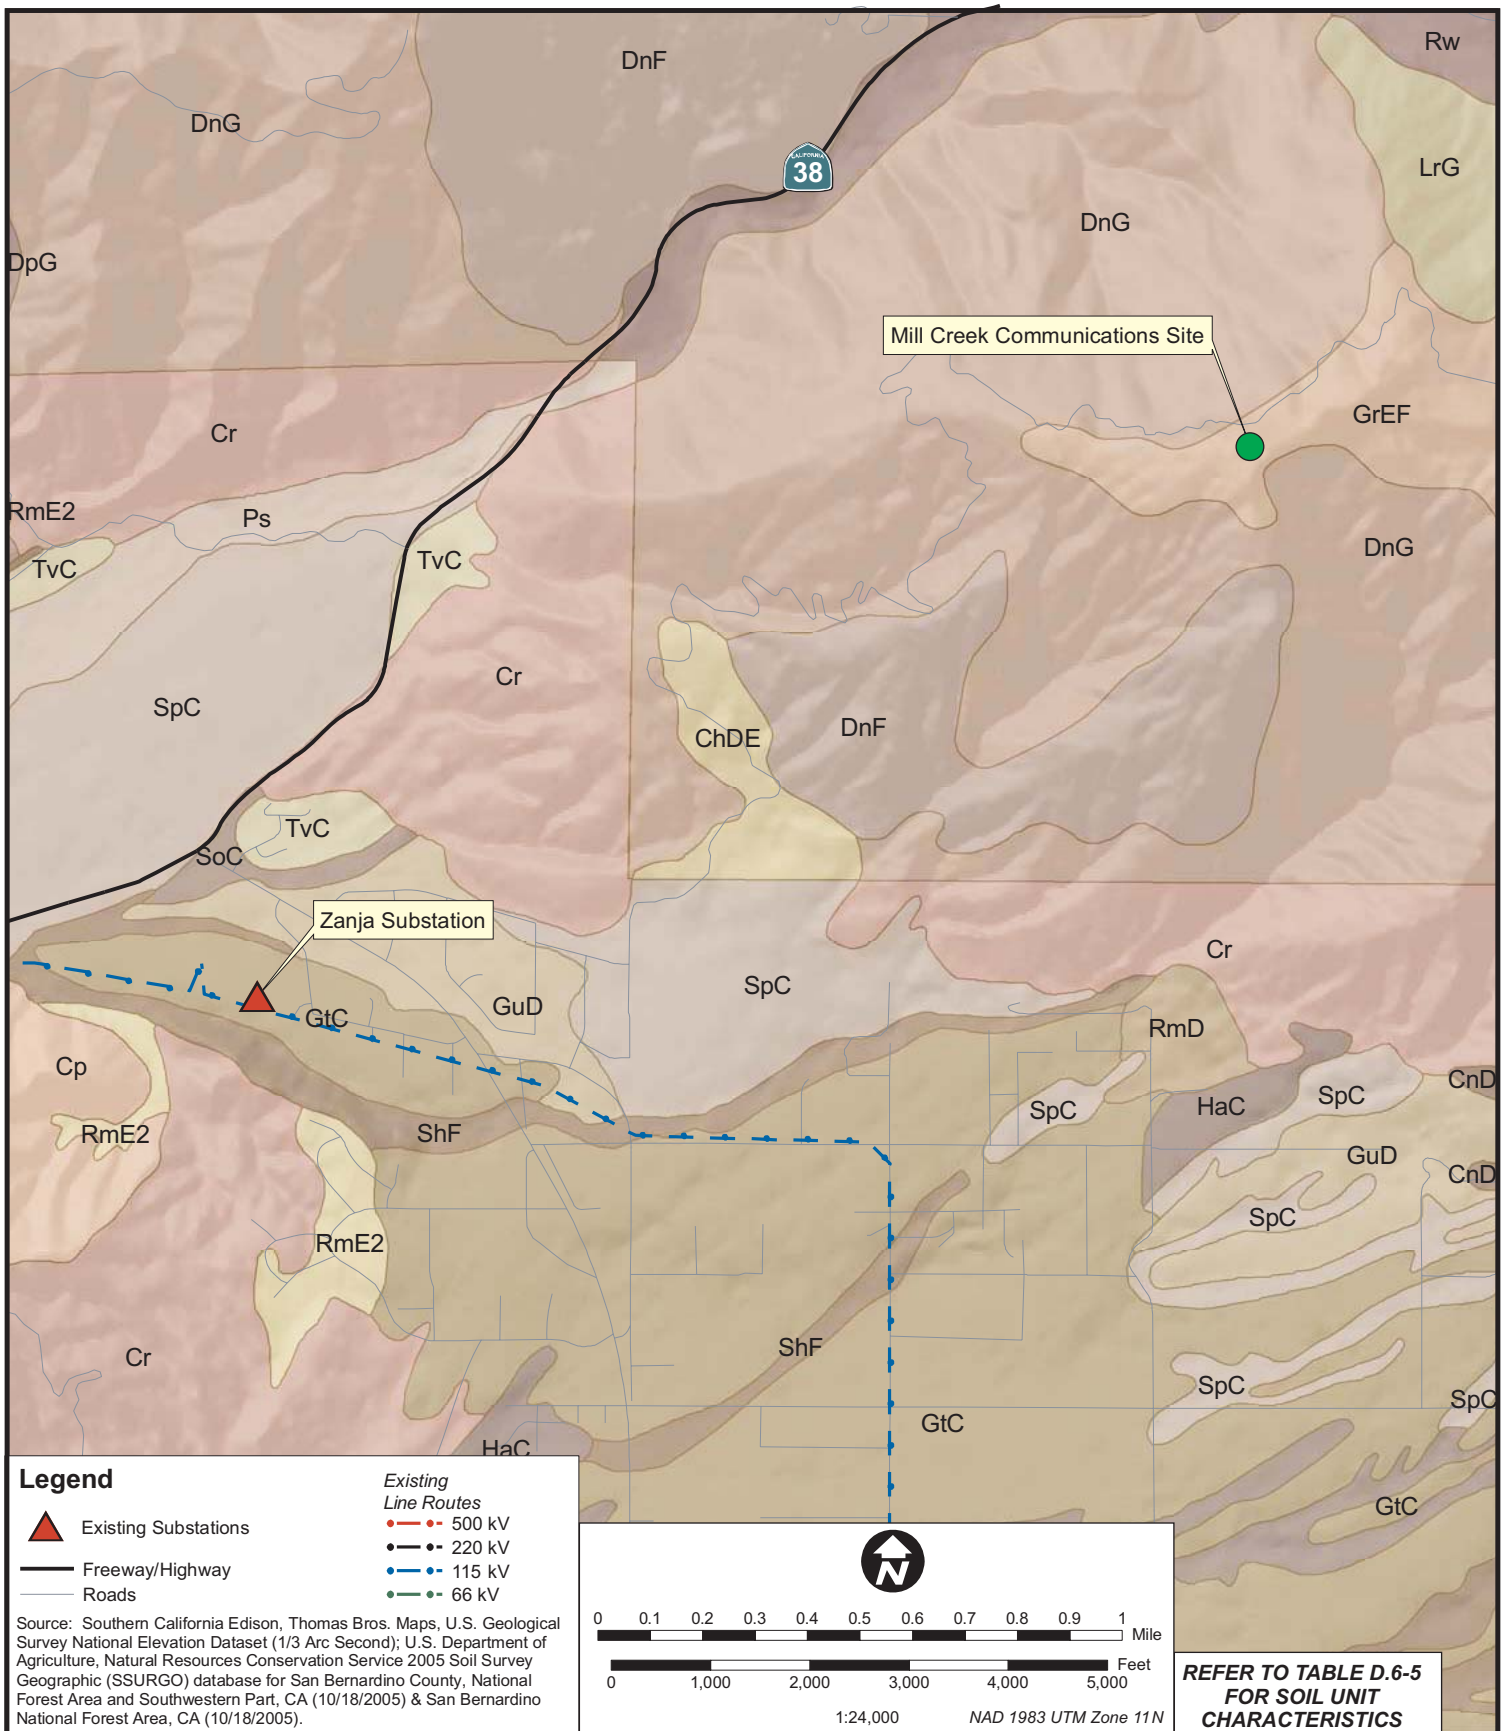 DnF
Rw
DnG
CALIFORNIA
38
LrG
DnG
DpG
Mill Creek Communications Site
GrEF
Cr
RmE2
Ps
TvC
TvC
DnG
Cr
SpC
ChDE
DnF
TvC
SoC
Zanja Substation
Cr
SpC
GuD
GtC
RmD
Cp
CnD
SpC
HaC
SpC
RmE2
ShF
GuD
CnD
SpC
RmE2
ShF
Cr
SpC
SpC
GtC
HaC
GtC
Legend
Existing Substations
Freeway/Highway
Roads
Existing
Line Routes
500 kV
220 kV
115 kV
66 kV
Source: Southern California Edison, Thomas Bros. Maps, U.S. Geological
Survey National Elevation Dataset (1/3 Arc Second); U.S. Department of
Agriculture, Natural Resources Conservation Service 2005 Soil Survey
Geographic (SSURGO) database for San Bernardino County, National
Forest Area and Southwestern Part, CA (10/18/2005) & San Bernardino
National Forest Area, CA (10/18/2005).
N
0 0.1 0.2 0.3 0.4 0.5 0.6 0.7 0.8 0.9 1
Mile
Feet
0 1,000 2,000 3,000 4,000 5,000
1:24,000 NAD 1983 UTM Zone 11N
REFER TO TABLE D.6-5
FOR SOIL UNIT
CHARACTERISTICS